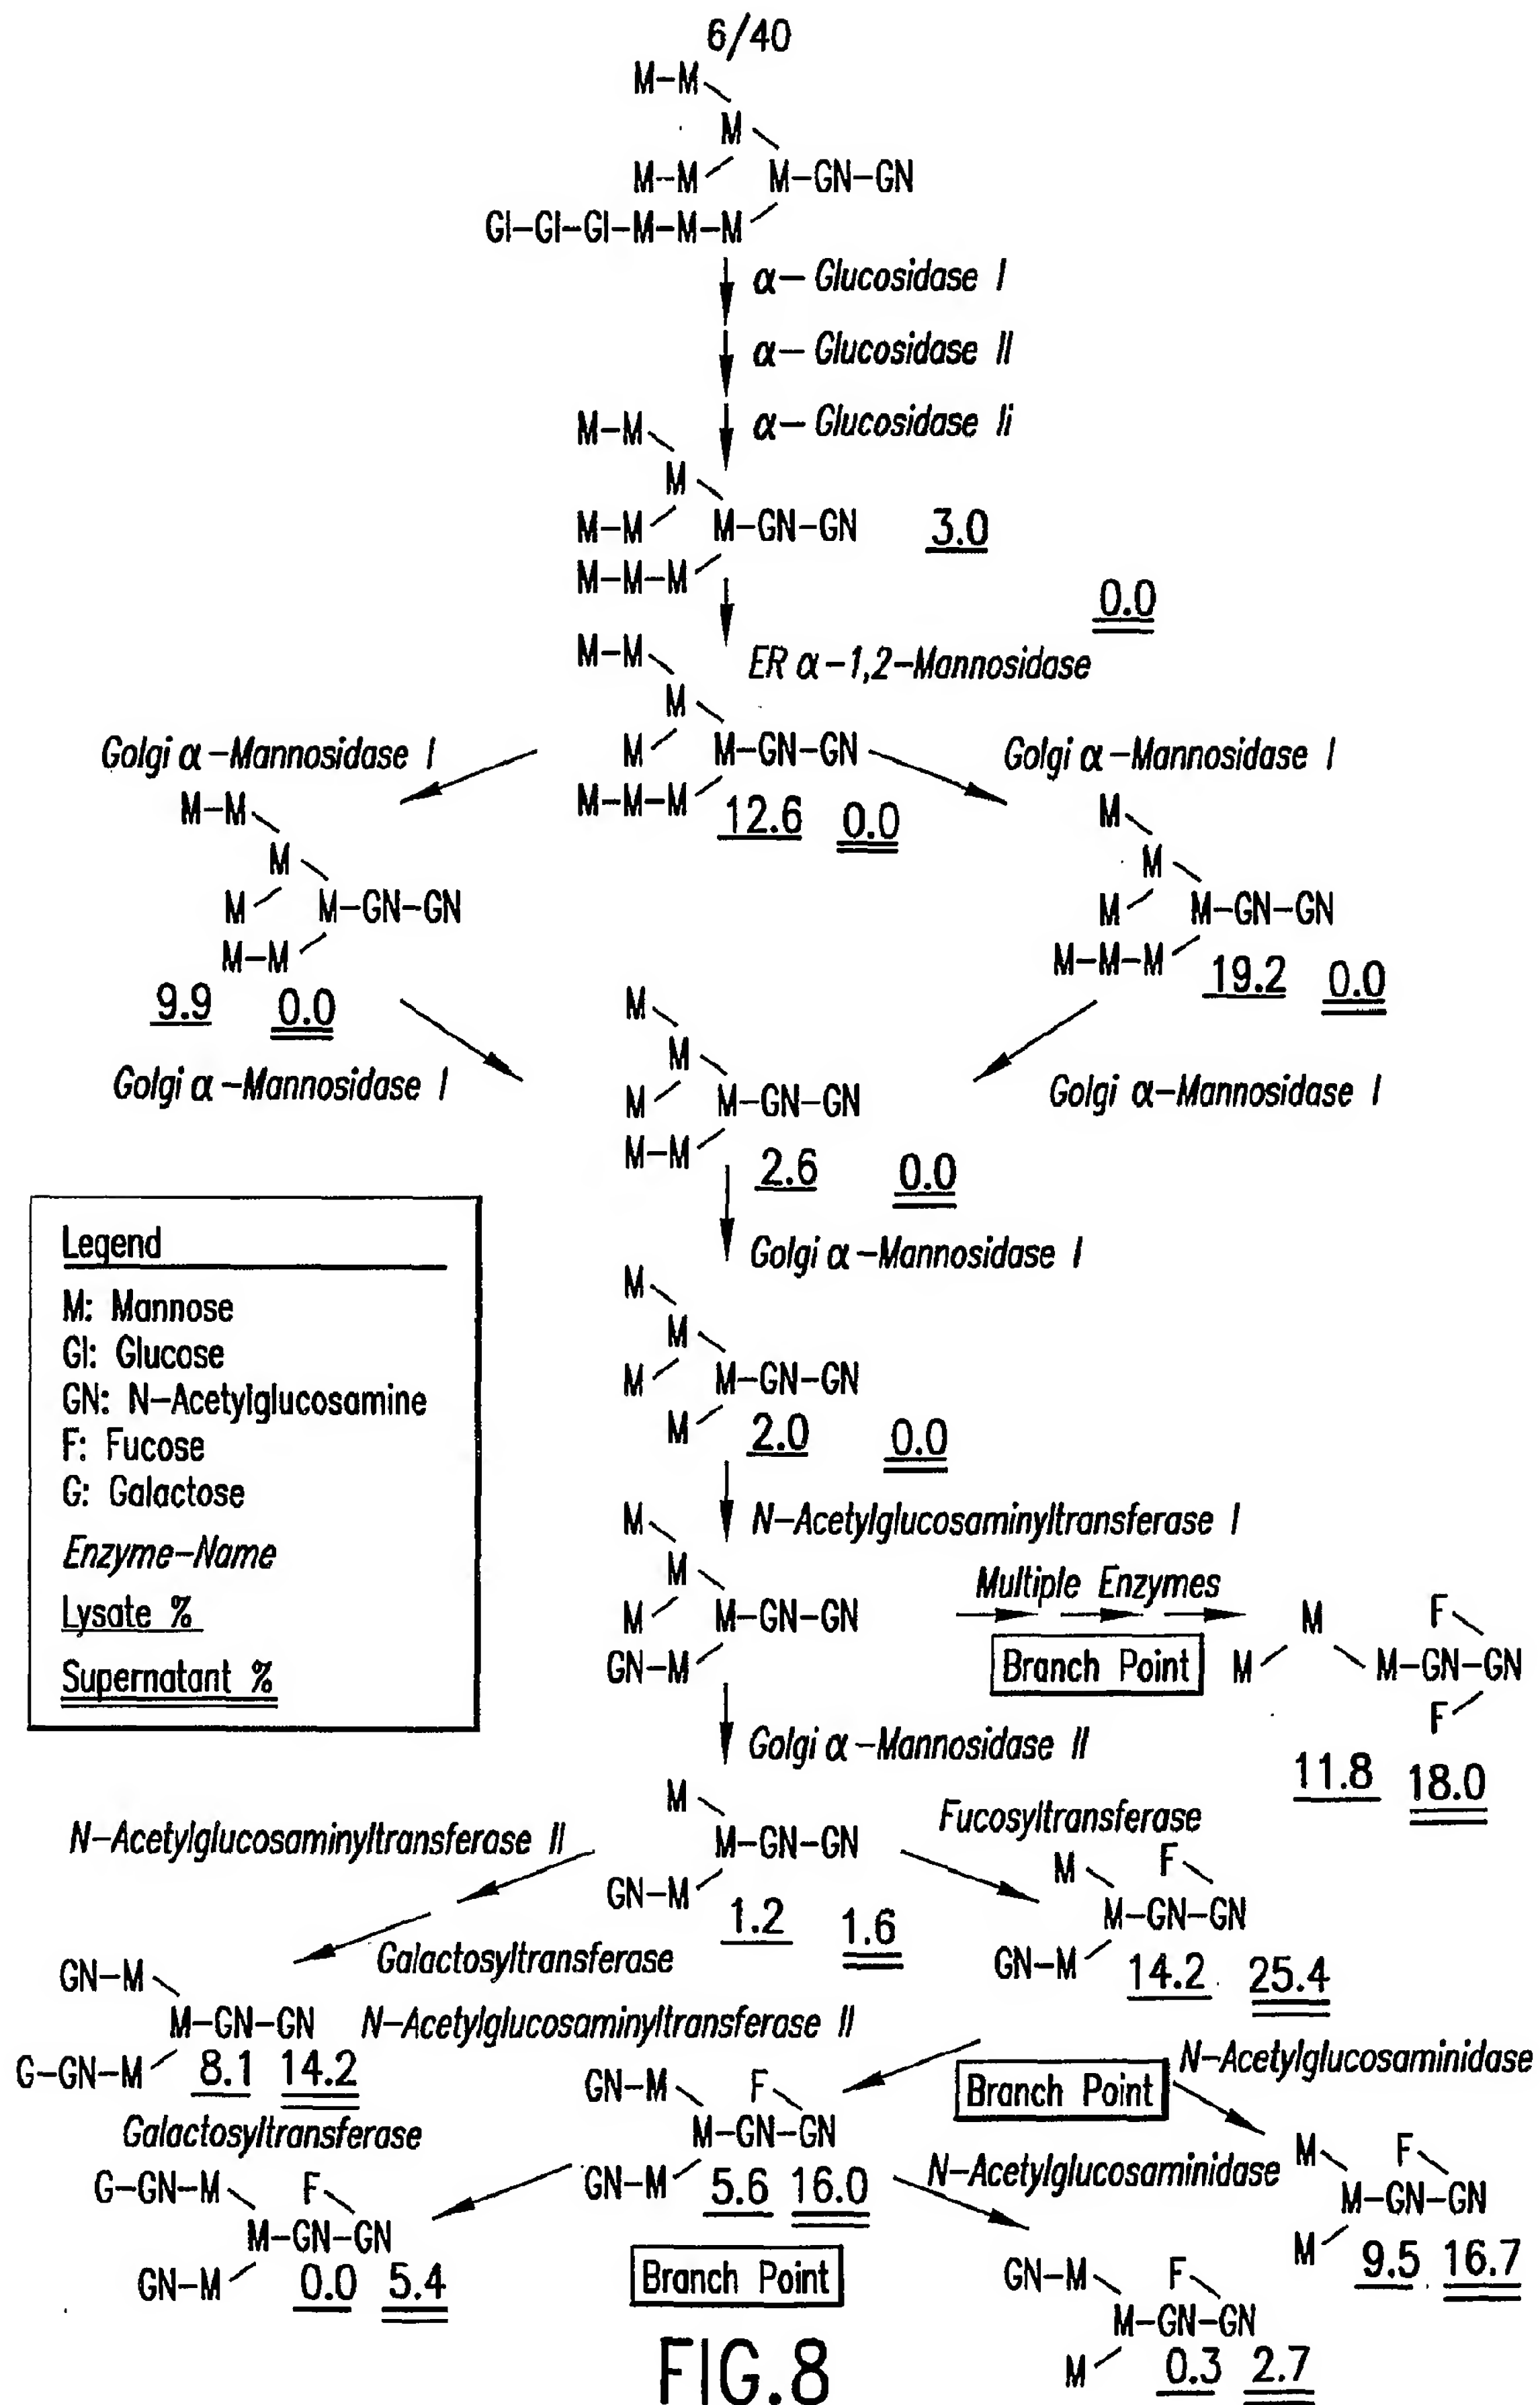 6/40
M-M
M
M-M M-GN-GN
Gl-Gl-Gl-M-M-M
α- Glucosidase I
α- Glucosidase II
α- Glucosidase Ii
M-M
M
M-M M-GN-GN 3.0
M-M-M
0.0
ER α-1,2-Mannosidase
M-M
M
M M-GN-GN
M-M-M
12.6 0.0
Golgi α-Mannosidase I
Golgi α-Mannosidase I
M-M
M
M M-GN-GN
M-M
9.9 0.0
M
M
M M-GN-GN
M-M-M
19.2 0.0
Golgi α-Mannosidase I
Golgi α-Mannosidase I
M
M
M M-GN-GN
M-M
2.6 0.0
Golgi α-Mannosidase I
M
M
M M-GN-GN
M
2.0 0.0
Legend
M: Mannose
Gl: Glucose
GN: N-Acetylglucosamine
F: Fucose
G: Galactose
Enzyme-Name
Lysate %
Supernatant %
N-Acetylglucosaminyltransferase I
M
M
M M-GN-GN
GN-M
Multiple Enzymes
Branch Point
M F
M M-GN-GN
F
11.8 18.0
Golgi α-Mannosidase II
M
M-GN-GN
GN-M
1.2 1.6
N-Acetylglucosaminyltransferase II
Galactosyltransferase
Fucosyltransferase
M F
M-GN-GN
GN-M
14.2 25.4
GN-M
M-GN-GN
G-GN-M
8.1 14.2
N-Acetylglucosaminyltransferase II
Branch Point
N-Acetylglucosaminidase
GN-M F
M-GN-GN
GN-M
5.6 16.0
Galactosyltransferase
N-Acetylglucosaminidase
M F
M-GN-GN
M
9.5 16.7
G-GN-M F
M-GN-GN
GN-M
0.0 5.4
Branch Point
GN-M F
M-GN-GN
M
0.3 2.7
FIG.8